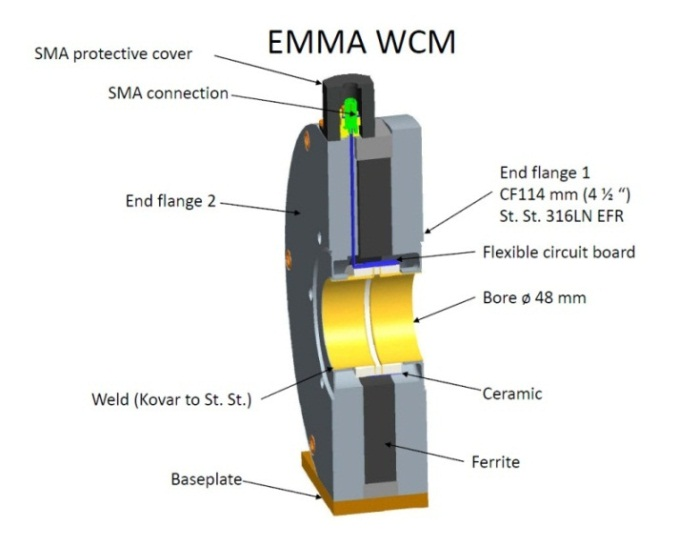 EMMA WCM
SMA protective cover
SMA connection
End flange 2
End flange 1
CF114 mm (4 ½ “)
St. St. 316LN EFR
Flexible circuit board
Bore ø 48 mm
Weld (Kovar to St. St.)
Ceramic
Ferrite
Baseplate